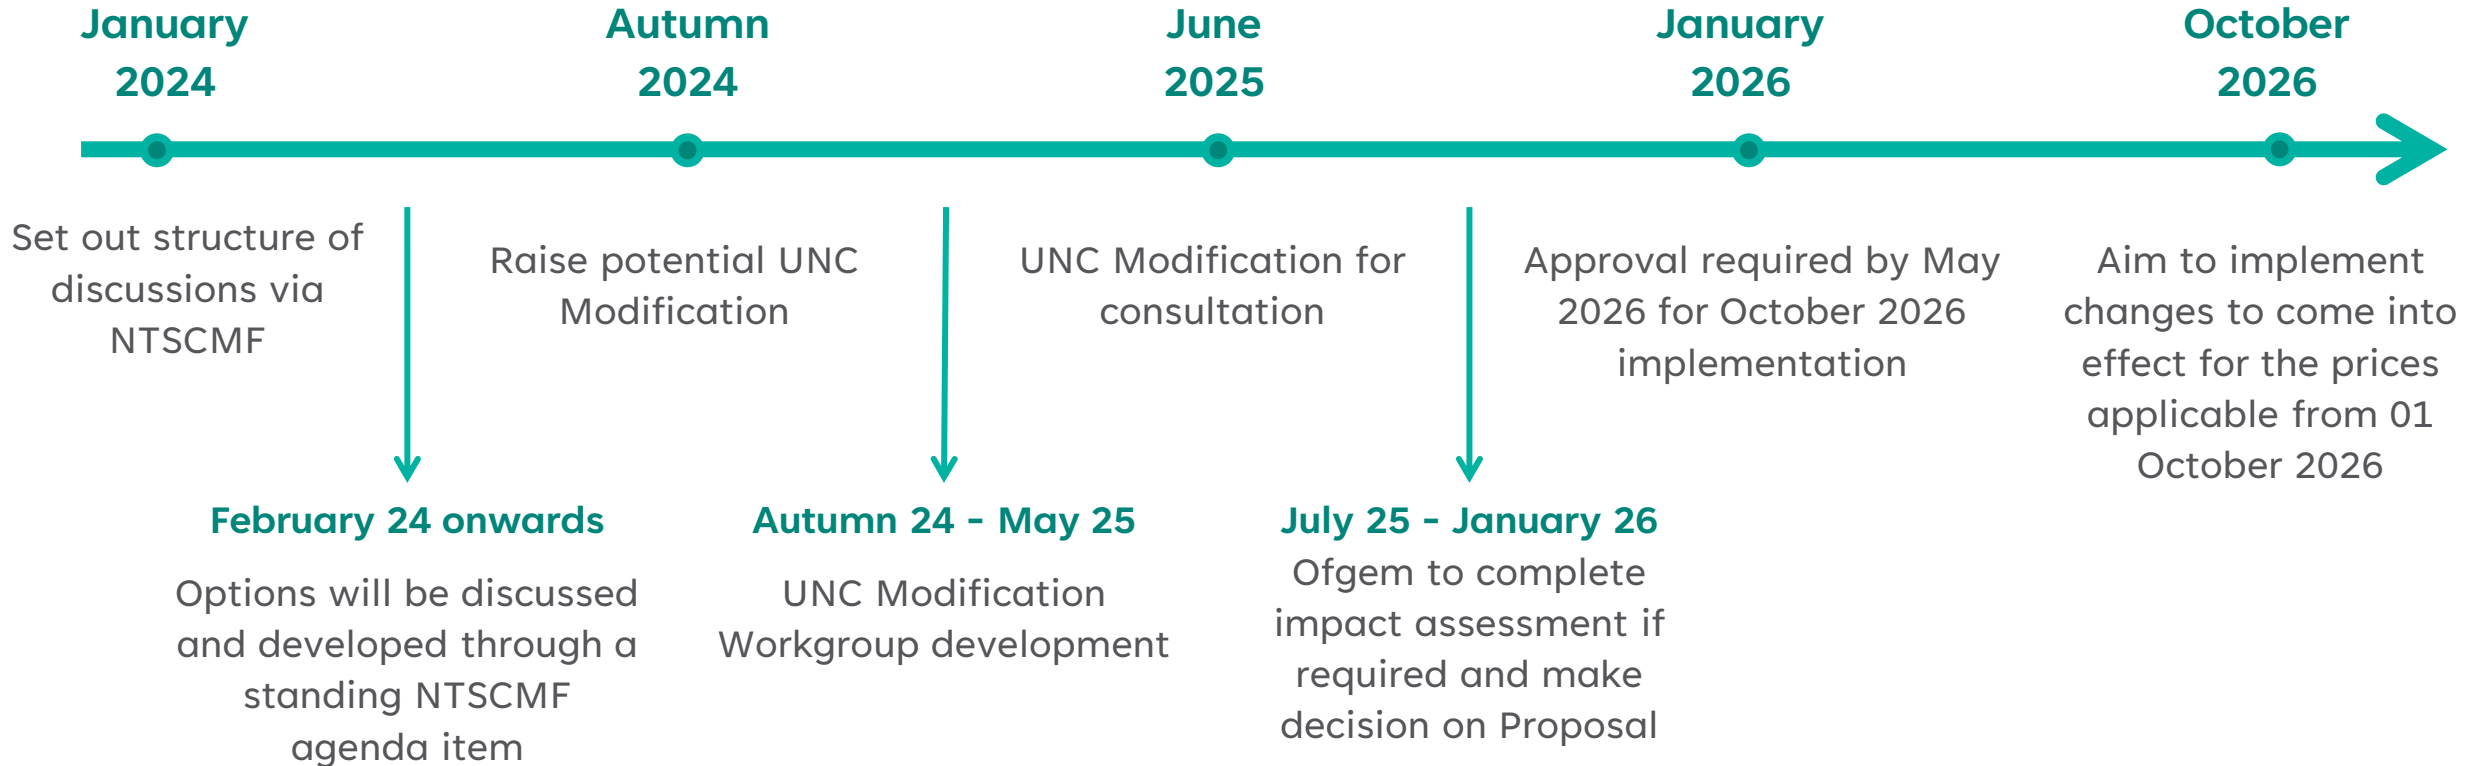 January
2024
Autumn
2024
June
2025
January
2026
October
2026
Set out structure of
discussions via
NTSCMF
Raise potential UNC
Modification
UNC Modification for
consultation
Approval required by May
2026 for October 2026
implementation
Aim to implement
changes to come into
effect for the prices
applicable from 01
October 2026
February 24 onwards
Options will be discussed
and developed through a
standing NTSCMF
agenda item
Autumn 24 - May 25
UNC Modification
Workgroup development
July 25 - January 26
Ofgem to complete
impact assessment if
required and make
decision on Proposal